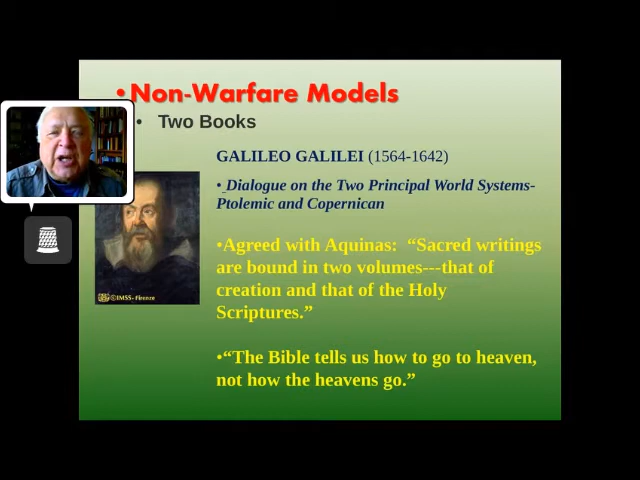 •Non-Warfare Models
• Two Books
GALILEO GALILEI (1564-1642)
• Dialogue on the Two Principal World Systems-
Ptolemic and Copernican
•Agreed with Aquinas: “Sacred writings
are bound in two volumes---that of
creation and that of the Holy
Scriptures.”
•“The Bible tells us how to go to heaven,
not how the heavens go.”
©IMSS - Firenze